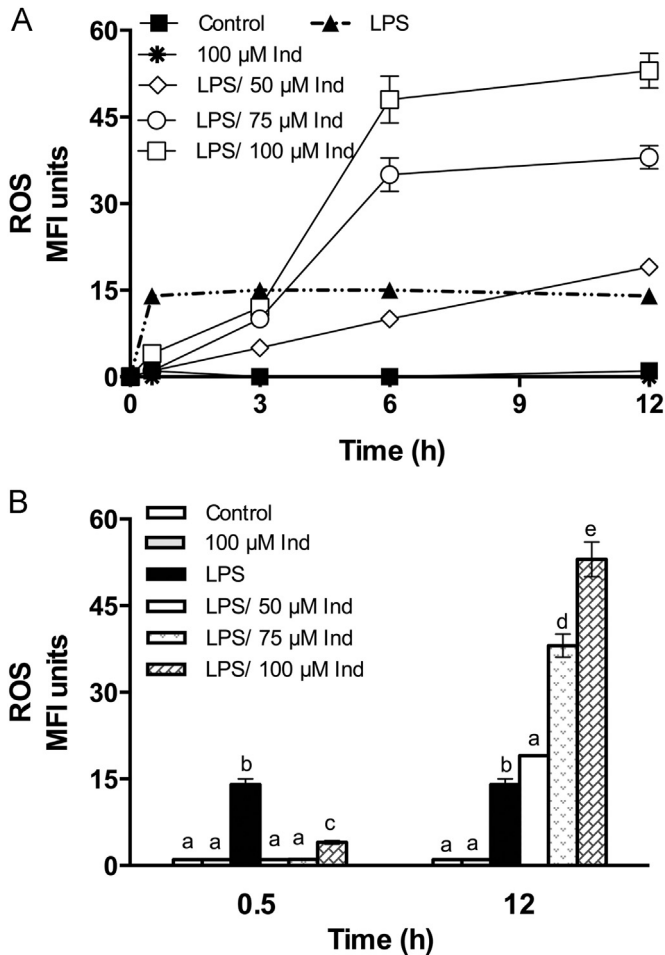 A
Control
LPS
100 µM Ind
LPS/ 50 µM Ind
LPS/ 75 µM Ind
LPS/ 100 µM Ind
ROS
MFI units
60
45
30
15
0
0
3
6
9
12
Time (h)
B
Control
100 µM Ind
LPS
LPS/ 50 µM Ind
LPS/ 75 µM Ind
LPS/ 100 µM Ind
ROS
MFI units
60
45
30
15
0
a a b a a c
a a b a d e
0.5
12
Time (h)